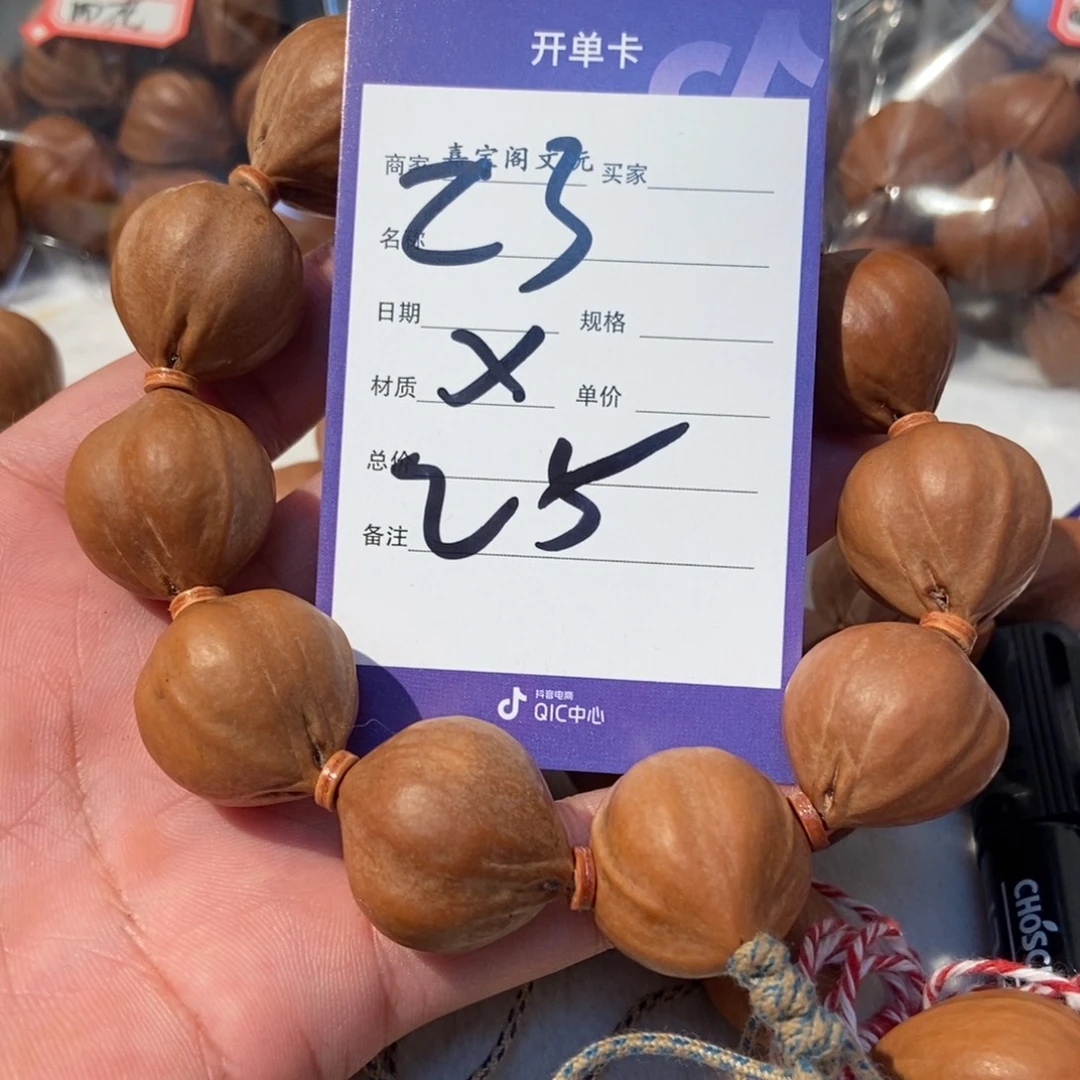 开单卡
商家 嘉宝阁文玩 买家
名称
23
日期 规格
材质 单价
X
总价
25
备注
抖音电商
QIC中心
CHOSC